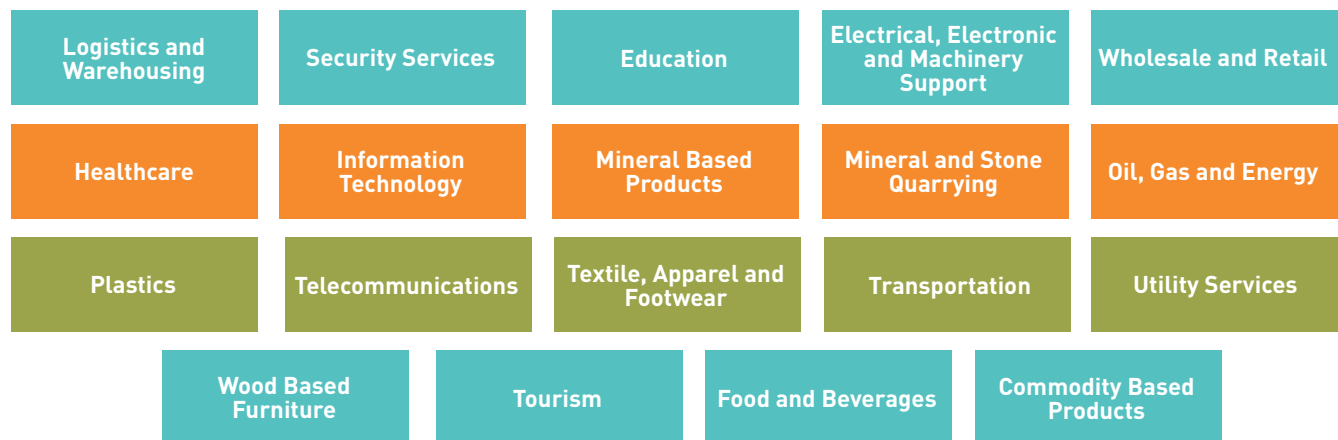 Logistics and
Warehousing
Security Services
Education
Electrical, Electronic
and Machinery
Support
Wholesale and Retail
Healthcare
Information
Technology
Mineral Based
Products
Mineral and Stone
Quarrying
Oil, Gas and Energy
Plastics
Telecommunications
Textile, Apparel and
Footwear
Transportation
Utility Services
Wood Based
Furniture
Tourism
Food and Beverages
Commodity Based
Products